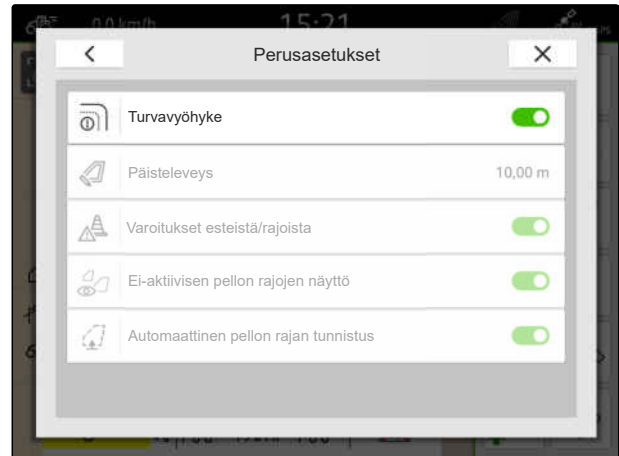 0.0 km/h 15:21
Perusasetukset
Turvavyöhyke
Päisteleveys 10,00 m
Varoitukset esteistä/rajoista
Ei-aktiivisen pellon rajojen näyttö
Automaattinen pellon rajan tunnistus